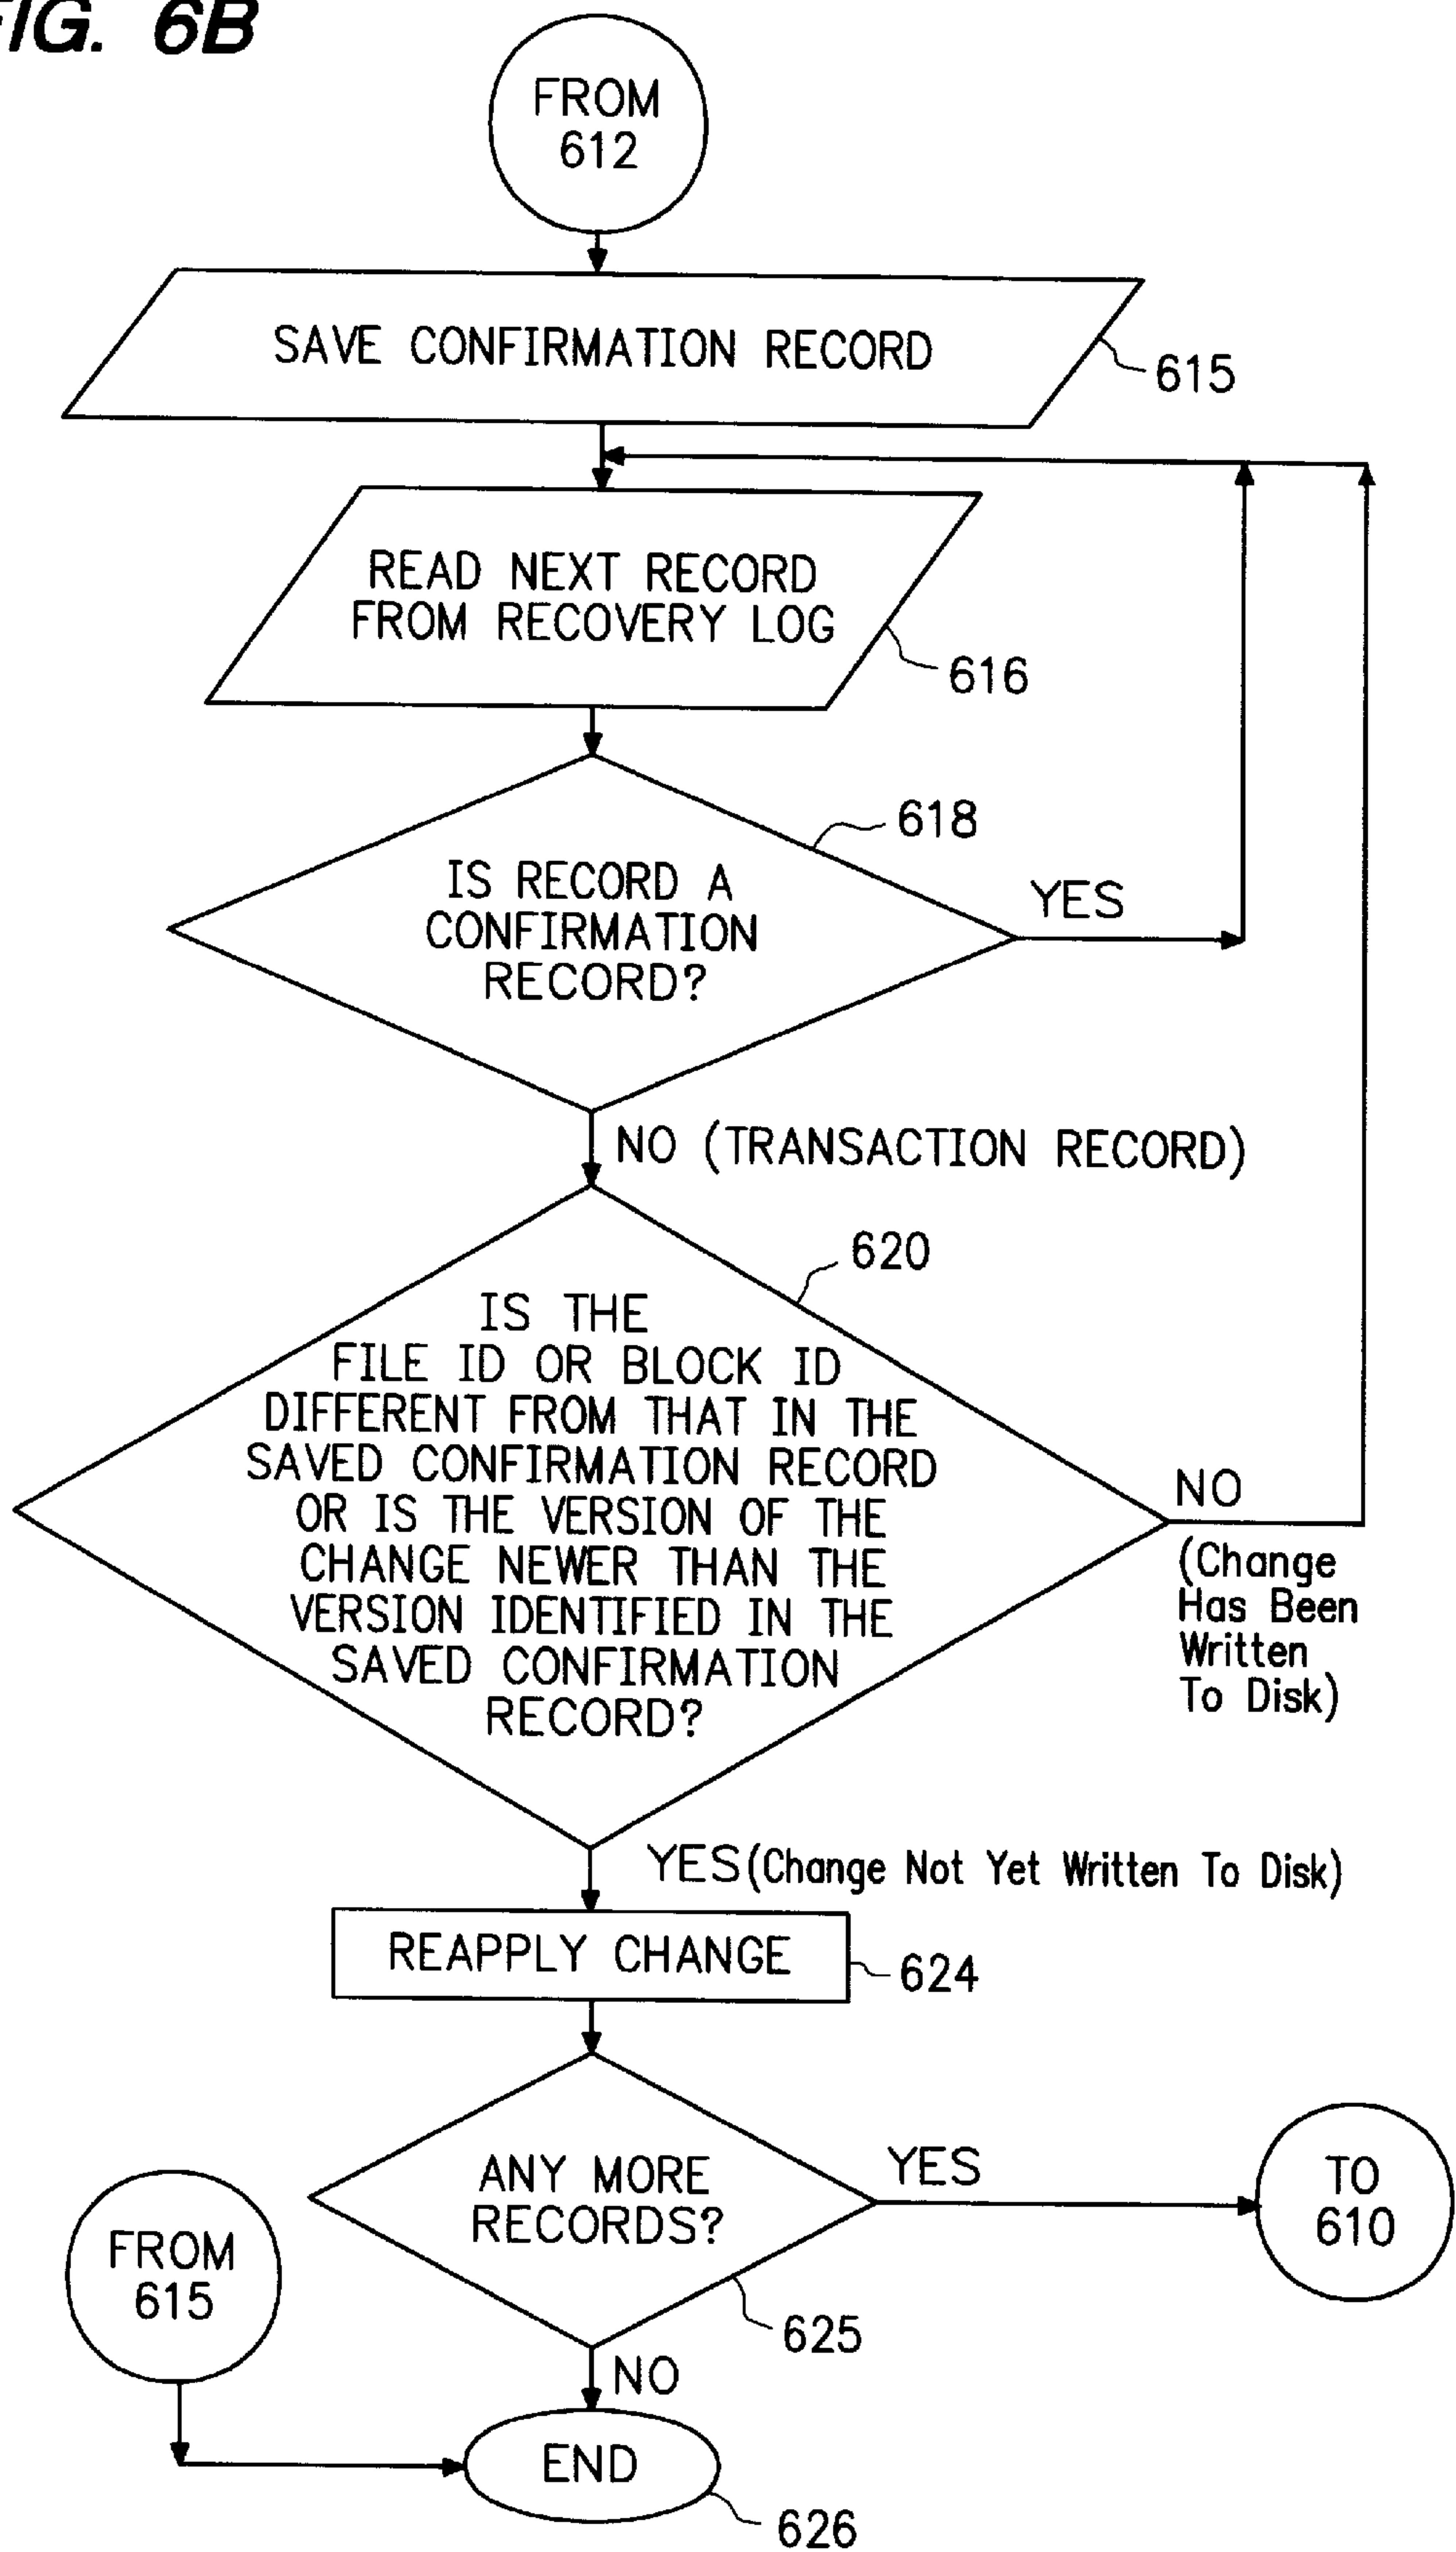 FIG. 6B
FROM
612
SAVE CONFIRMATION RECORD
615
READ NEXT RECORD
FROM RECOVERY LOG
616
618
IS RECORD A
CONFIRMATION
RECORD?
YES
NO (TRANSACTION RECORD)
620
IS THE
FILE ID OR BLOCK ID
DIFFERENT FROM THAT IN THE
SAVED CONFIRMATION RECORD
OR IS THE VERSION OF THE
CHANGE NEWER THAN THE
VERSION IDENTIFIED IN THE
SAVED CONFIRMATION
RECORD?
NO
(Change
Has Been
Written
To Disk)
YES (Change Not Yet Written To Disk)
REAPPLY CHANGE
624
ANY MORE
RECORDS?
YES
TO
610
FROM
615
625
NO
END
626